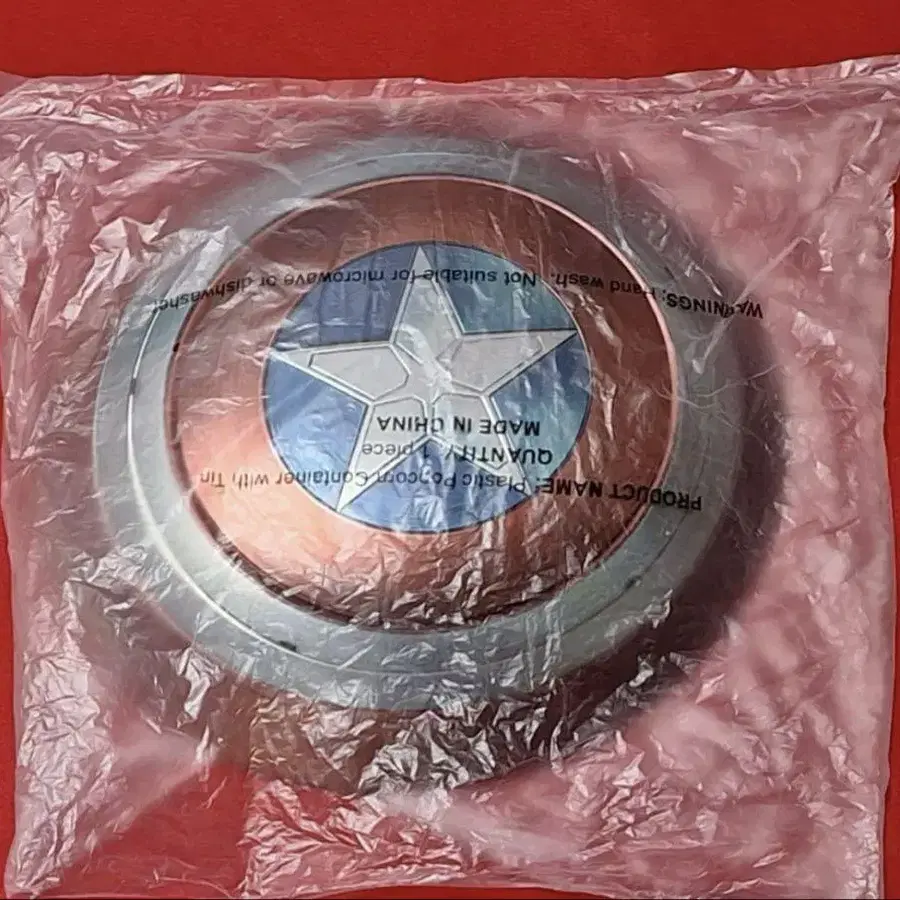 PRODUCT NAME: Plastic Popcorn Container with Tin
QUANTITY: 1 piece
MADE IN CHINA
WARNINGS: Hand wash. Not suitable for microwave or dishwasher